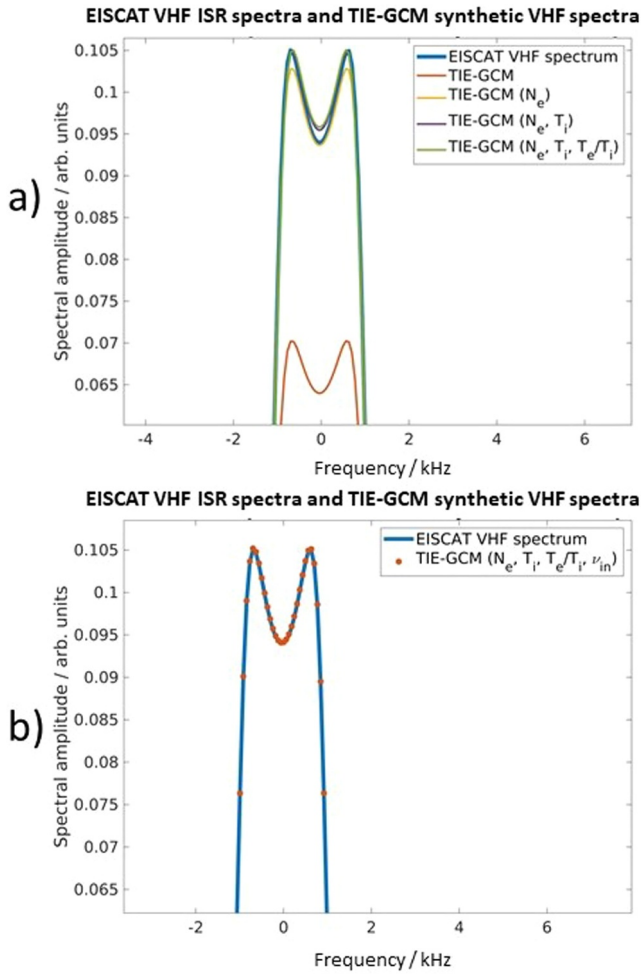 EISCAT VHF ISR spectra and TIE-GCM synthetic VHF spectra
a)
Spectral amplitude / arb. units
0.105
0.1
0.095
0.09
0.085
0.08
0.075
0.07
0.065
EISCAT VHF spectrum
TIE-GCM
TIE-GCM (Ne)
TIE-GCM (Ne, Ti)
TIE-GCM (Ne, Ti, Te/Ti)
-4 -2 0 2 4 6
Frequency / kHz
EISCAT VHF ISR spectra and TIE-GCM synthetic VHF spectra
b)
Spectral amplitude / arb. units
0.105
0.1
0.095
0.09
0.085
0.08
0.075
0.07
0.065
EISCAT VHF spectrum
TIE-GCM (Ne, Ti, Te/Ti, νin)
-2 0 2 4 6
Frequency / kHz